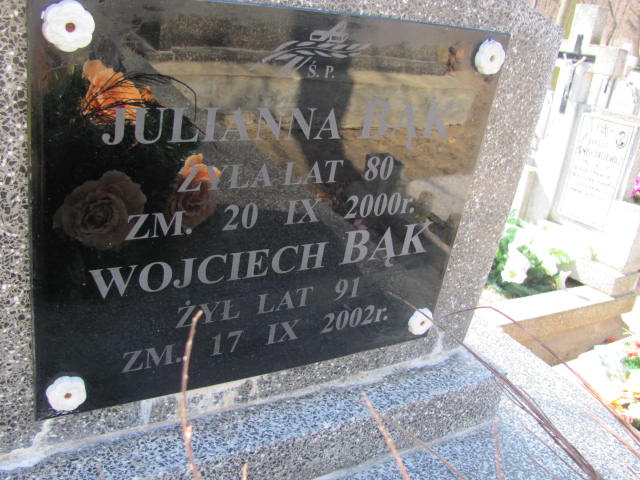 Ś. P.
JULIANNA BĄK
ŻYŁA LAT 80
ZM. 20 IX 2000r.
WOJCIECH BĄK
ŻYŁ LAT 91
ZM. 17 IX 2002r.